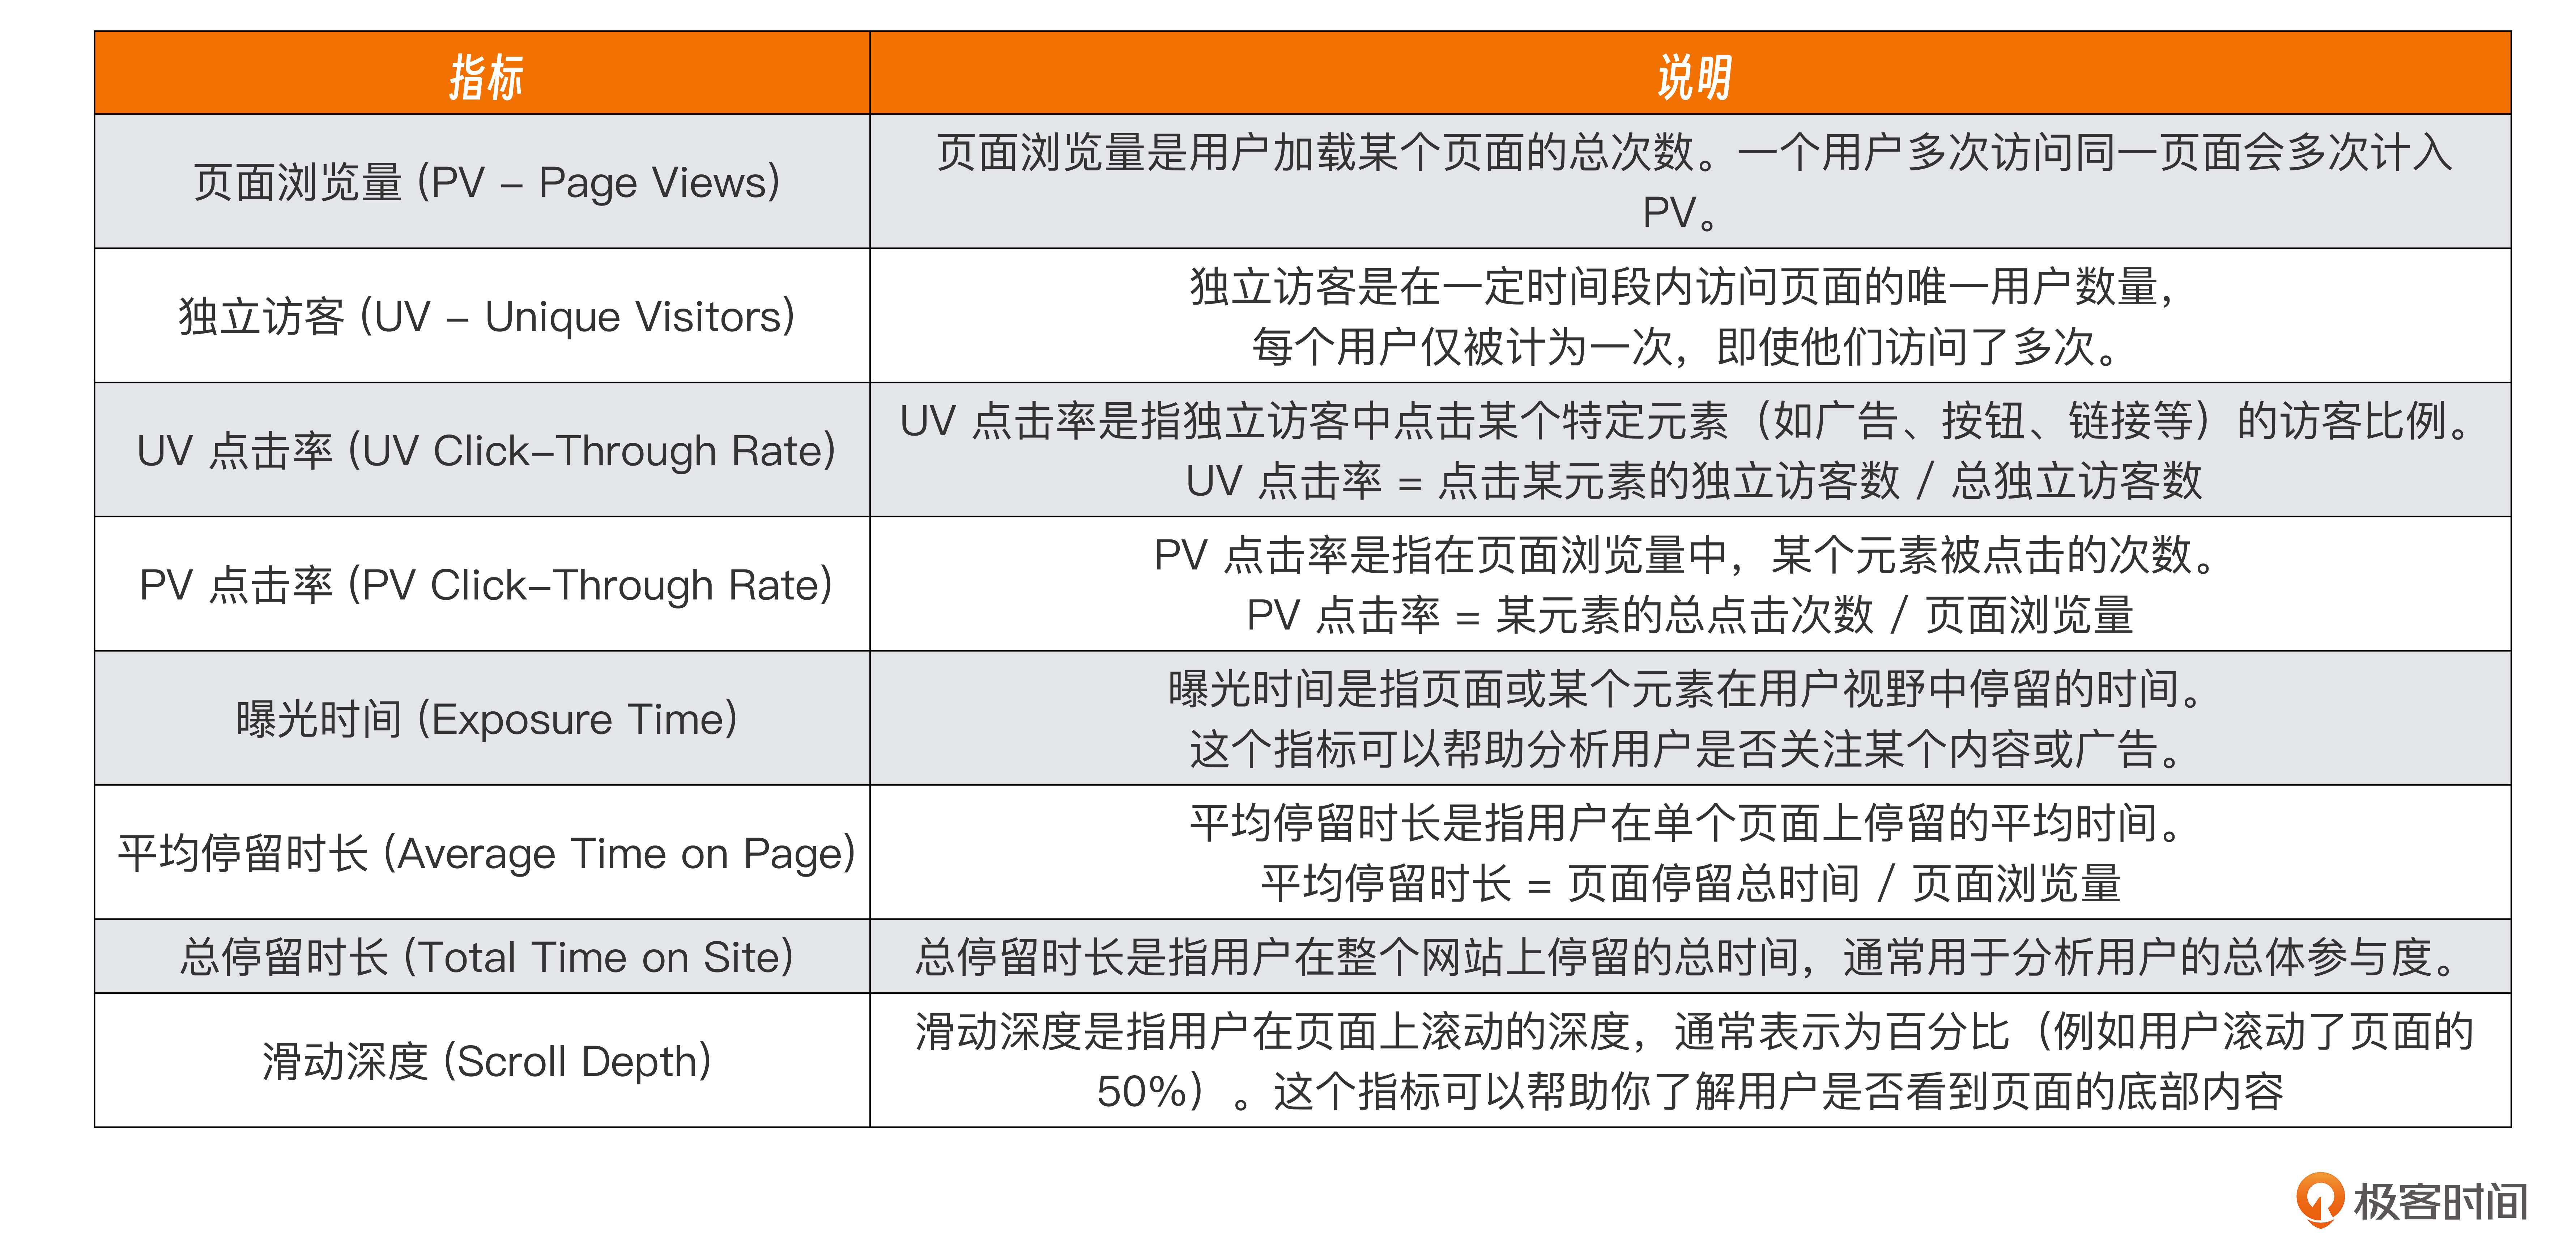 指标
说明
页面浏览量 (PV – Page Views)
页面浏览量是用户加载某个页面的总次数。一个用户多次访问同一页面会多次计入
PV。
独立访客 (UV – Unique Visitors)
独立访客是在一定时间段内访问页面的唯一用户数量，
每个用户仅被计为一次，即使他们访问了多次。
UV 点击率 (UV Click–Through Rate)
UV 点击率是指独立访客中点击某个特定元素（如广告、按钮、链接等）的访客比例。
UV 点击率 = 点击某元素的独立访客数 / 总独立访客数
PV 点击率 (PV Click–Through Rate)
PV 点击率是指在页面浏览量中，某个元素被点击的次数。
PV 点击率 = 某元素的总点击次数 / 页面浏览量
曝光时间 (Exposure Time)
曝光时间是指页面或某个元素在用户视野中停留的时间。
这个指标可以帮助分析用户是否关注某个内容或广告。
平均停留时长 (Average Time on Page)
平均停留时长是指用户在单个页面上停留的平均时间。
平均停留时长 = 页面停留总时间 / 页面浏览量
总停留时长 (Total Time on Site)
总停留时长是指用户在整个网站上停留的总时间，通常用于分析用户的总体参与度。
滑动深度 (Scroll Depth)
滑动深度是指用户在页面上滚动的深度，通常表示为百分比（例如用户滚动了页面的
50%）。这个指标可以帮助你了解用户是否看到页面的底部内容
极客时间